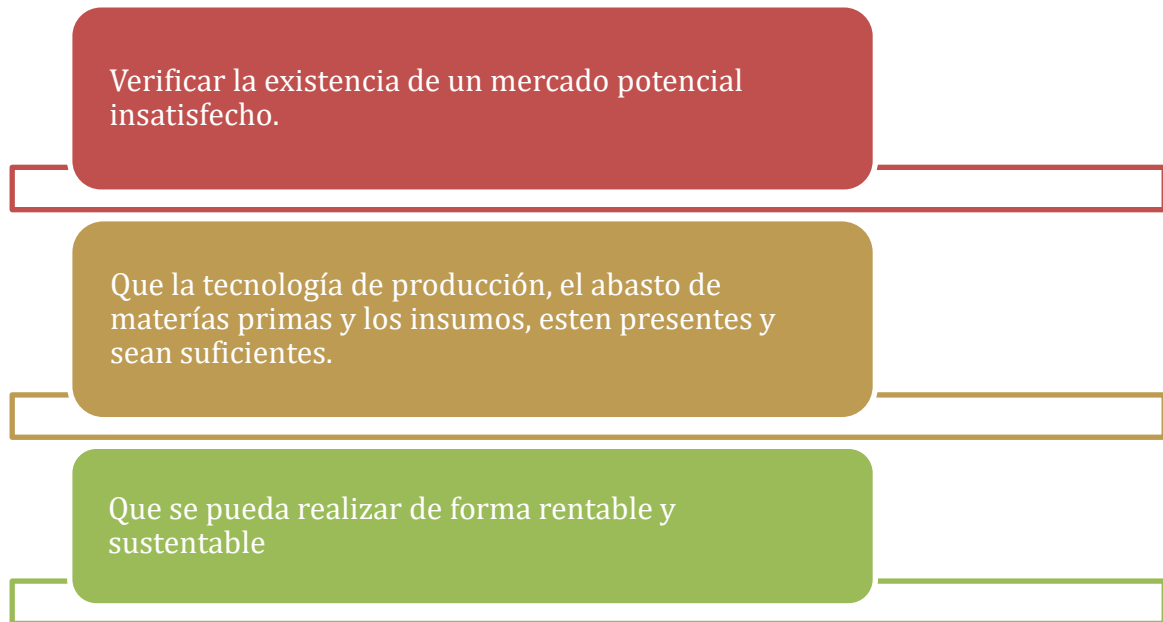 Verificar la existencia de un mercado potencial
insatisfecho.
Que la tecnología de producción, el abasto de
materías primas y los insumos, esten presentes y
sean suficientes.
Que se pueda realizar de forma rentable y
sustentable